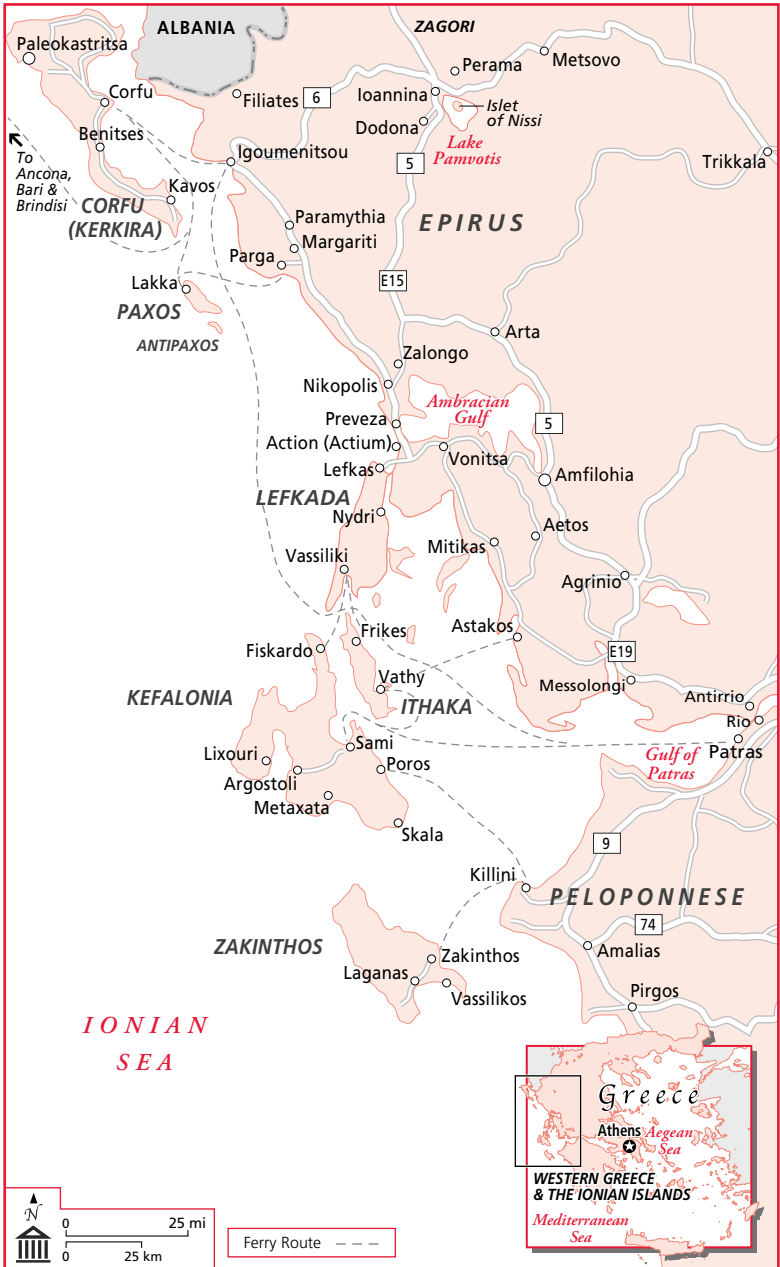 ALBANIA
ZAGORI
Paleokastritsa
Perama
Metsovo
Corfu
Filiates
6
Ioannina
Islet
of Nissi
Dodona
Lake
Pamvotis
Benitses
To
Ancona,
Bari &
Brindisi
Igoumenitsou
5
Trikkala
Kavos
CORFU
(KERKIRA)
Paramythia
EPIRUS
Margariti
Parga
E15
Lakka
PAXOS
ANTIPAXOS
Arta
Zalongo
Nikopolis
Ambracian
Gulf
Preveza
5
Action (Actium)
Vonitsa
Lefkas
Amfilohia
LEFKADA
Nydri
Aetos
Mitikas
Vassiliki
Agrinio
Astakos
Frikes
Fiskardo
E19
Vathy
Messolongi
KEFALONIA
ITHAKA
Antirrio
Rio
Sami
Patras
Lixouri
Poros
Gulf of
Patras
Argostoli
Metaxata
Skala
9
Killini
PELOPONNESE
74
ZAKINTHOS
Zakinthos
Amalias
Laganas
Vassilikos
Pirgos
IONIAN
SEA
Greece
Athens
Aegean
Sea
WESTERN GREECE
& THE IONIAN ISLANDS
Mediterranean
Sea
N
0 25 mi
0 25 km
Ferry Route